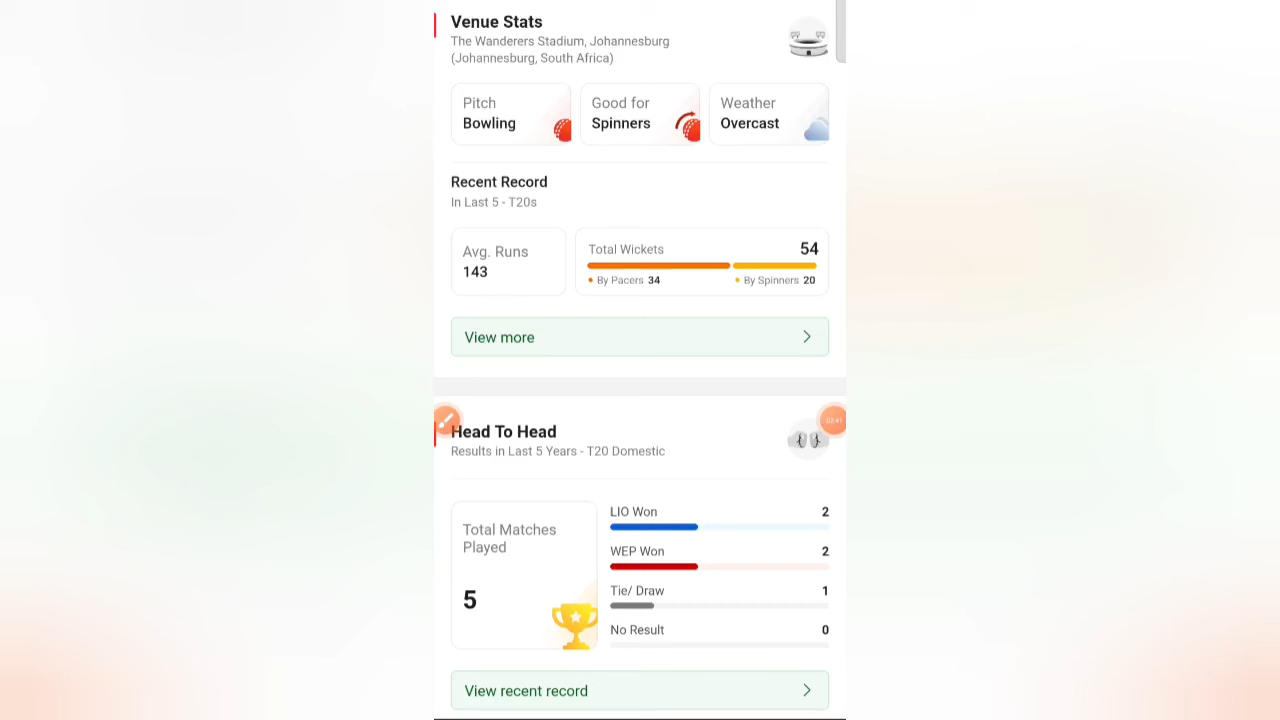 Venue Stats
The Wanderers Stadium, Johannesburg
(Johannesburg, South Africa)
Pitch
Bowling
Good for
Spinners
Weather
Overcast
Recent Record
In Last 5 - T20s
Avg. Runs
143
Total Wickets 54
By Pacers 34 By Spinners 20
View more
Head To Head
Results in Last 5 Years - T20 Domestic
Total Matches
Played
5
LIO Won 2
WEP Won 2
Tie/ Draw 1
No Result 0
View recent record